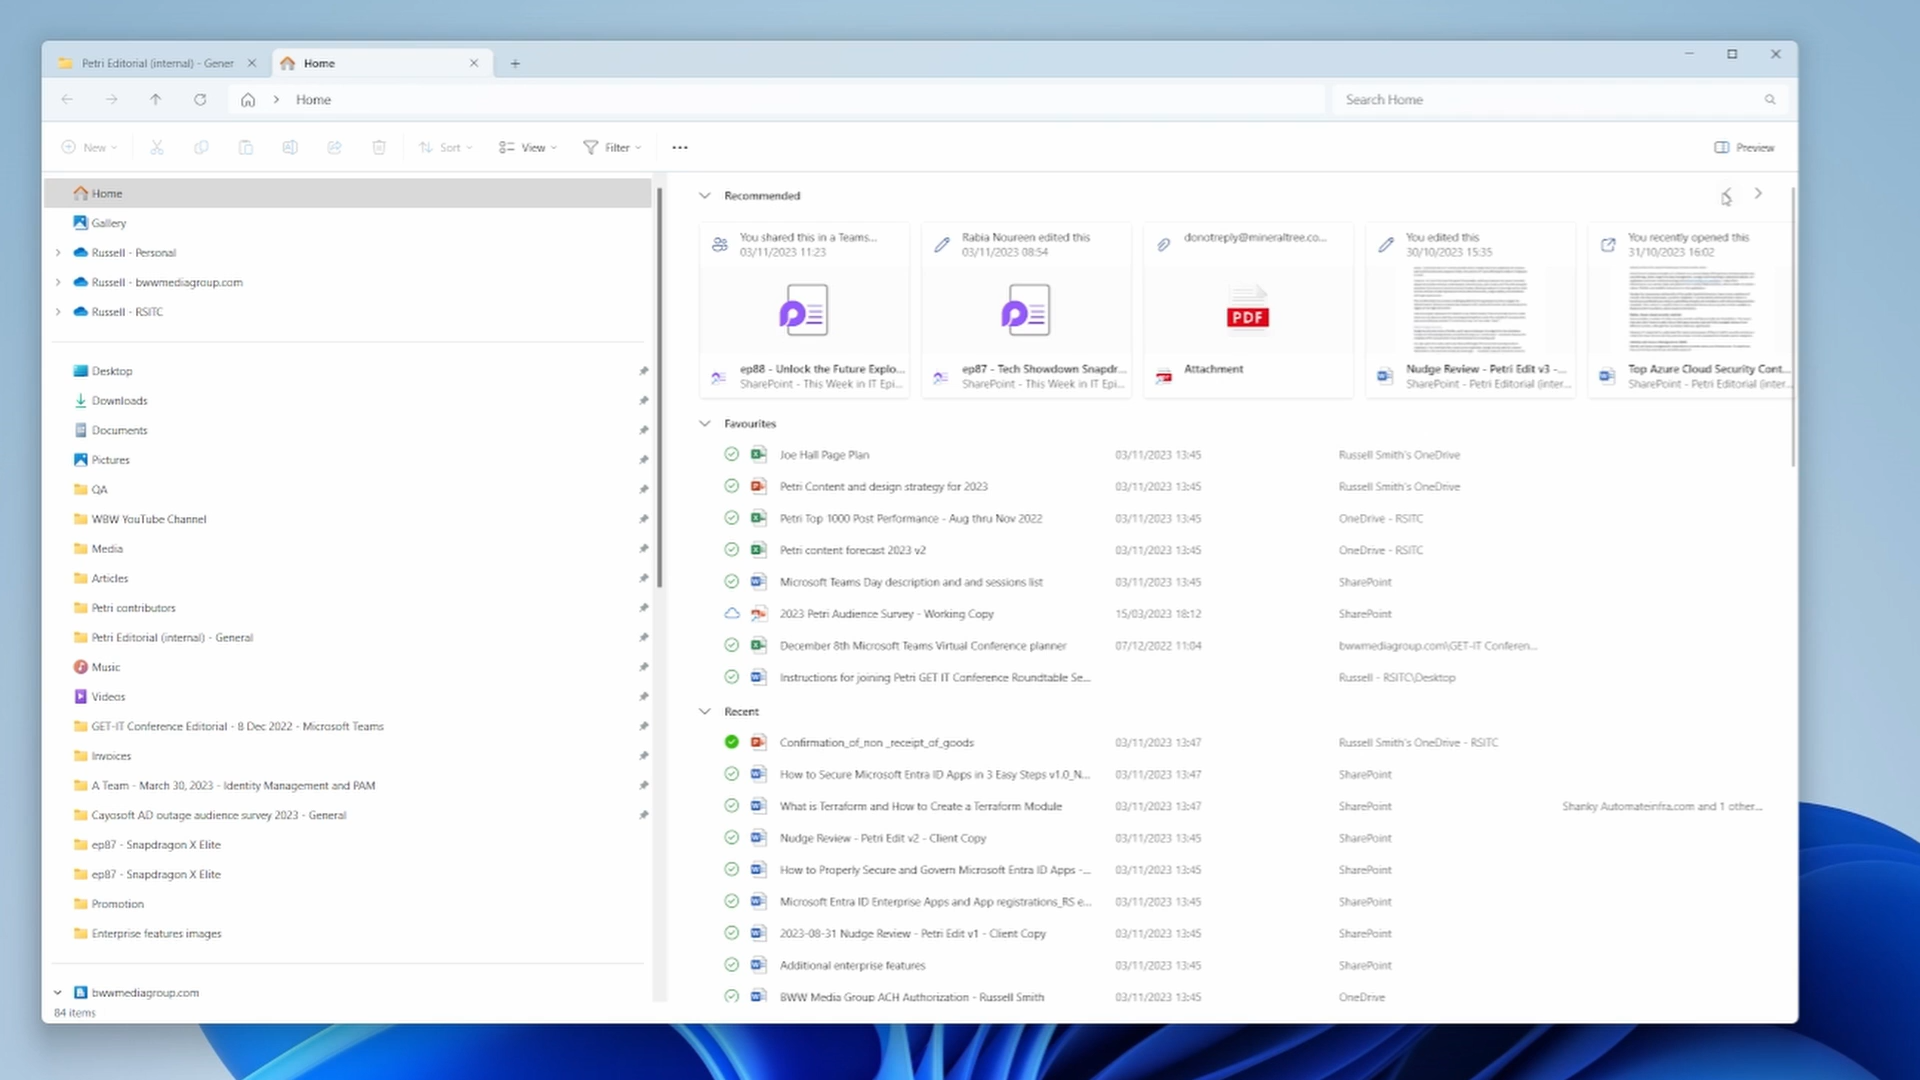 Petri Editorial (internal) - Gener
Home
Home
Search Home
New
Sort
View
Filter
Preview
Home
Gallery
Russell - Personal
Russell - bwwmediagroup.com
Russell - RSITC
Desktop
Downloads
Documents
Pictures
QA
WBW YouTube Channel
Media
Articles
Petri contributors
Petri Editorial (internal) - General
Music
Videos
GET-IT Conference Editorial - 8 Dec 2022 - Microsoft Teams
Invoices
A Team - March 30, 2023 - Identity Management and PAM
Cayosoft AD outage audience survey 2023 - General
ep87 - Snapdragon X Elite
ep87 - Snapdragon X Elite
Promotion
Enterprise features images
bwwmediagroup.com
84 items
Recommended
You shared this in a Teams...
03/11/2023 11:23
ep88 - Unlock the Future Explo...
SharePoint - This Week in IT Epi...
Rabia Noureen edited this
03/11/2023 08:54
ep87 - Tech Showdown Snapdr...
SharePoint - This Week in IT Epi...
donotreply@mineraltree.co...
PDF
Attachment
You edited this
30/10/2023 15:35
Nudge Review - Petri Edit v3 -...
SharePoint - Petri Editorial (inter...
You recently opened this
31/10/2023 16:02
Top Azure Cloud Security Cont...
SharePoint - Petri Editorial (inter...
Favourites
Joe Hall Page Plan 03/11/2023 13:45 Russell Smith's OneDrive
Petri Content and design strategy for 2023 03/11/2023 13:45 Russell Smith's OneDrive
Petri Top 1000 Post Performance - Aug thru Nov 2022 03/11/2023 13:45 OneDrive - RSITC
Petri content forecast 2023 v2 03/11/2023 13:45 OneDrive - RSITC
Microsoft Teams Day description and and sessions list 03/11/2023 13:45 SharePoint
2023 Petri Audience Survey - Working Copy 15/03/2023 18:12 SharePoint
December 8th Microsoft Teams Virtual Conference planner 07/12/2022 11:04 bwwmediagroup.com\GET-IT Conferen...
Instructions for joining Petri GET IT Conference Roundtable Se... Russell - RSITC\Desktop
Recent
Confirmation_of_non _receipt_of_goods 03/11/2023 13:47 Russell Smith's OneDrive - RSITC
How to Secure Microsoft Entra ID Apps in 3 Easy Steps v1.0_N... 03/11/2023 13:47 SharePoint
What is Terraform and How to Create a Terraform Module 03/11/2023 13:47 SharePoint Shanky Automateinfra.com and 1 other...
Nudge Review - Petri Edit v2 - Client Copy 03/11/2023 13:45 SharePoint
How to Properly Secure and Govern Microsoft Entra ID Apps -... 03/11/2023 13:45 SharePoint
Microsoft Entra ID Enterprise Apps and App registrations_RS e... 03/11/2023 13:45 SharePoint
2023-08-31 Nudge Review - Petri Edit v1 - Client Copy 03/11/2023 13:45 SharePoint
Additional enterprise features 03/11/2023 13:45 SharePoint
BWW Media Group ACH Authorization - Russell Smith 03/11/2023 13:45 OneDrive